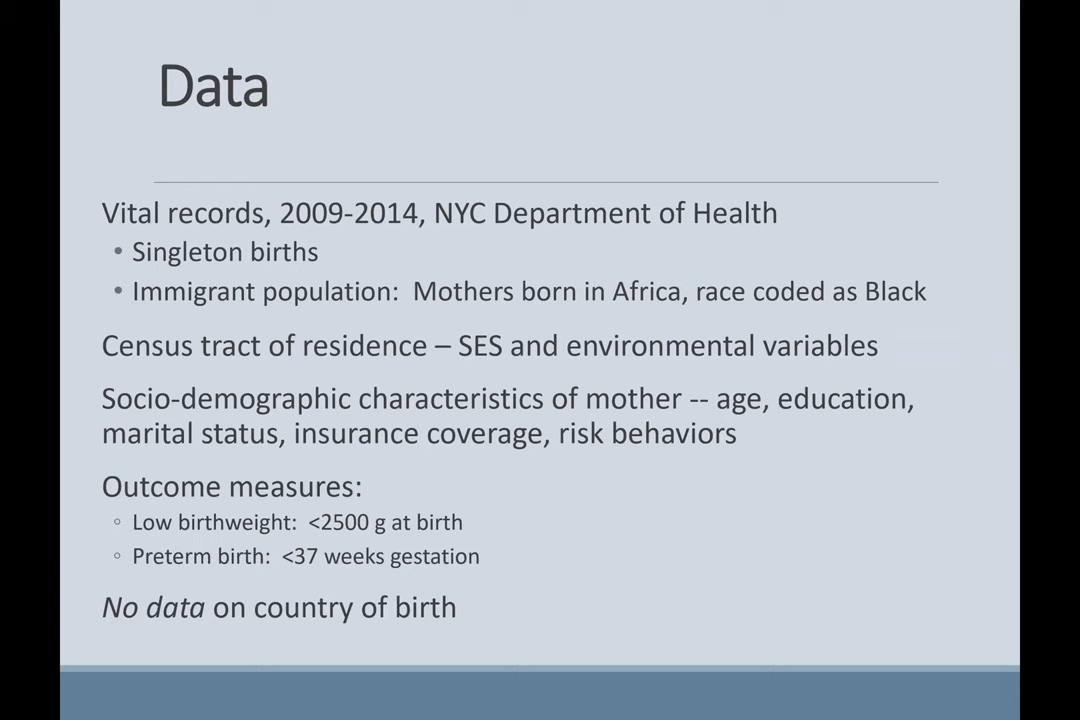 Data
Vital records, 2009-2014, NYC Department of Health
• Singleton births
• Immigrant population:  Mothers born in Africa, race coded as Black
Census tract of residence – SES and environmental variables
Socio-demographic characteristics of mother -- age, education,
marital status, insurance coverage, risk behaviors
Outcome measures:
◦ Low birthweight:  <2500 g at birth
◦ Preterm birth:  <37 weeks gestation
No data on country of birth